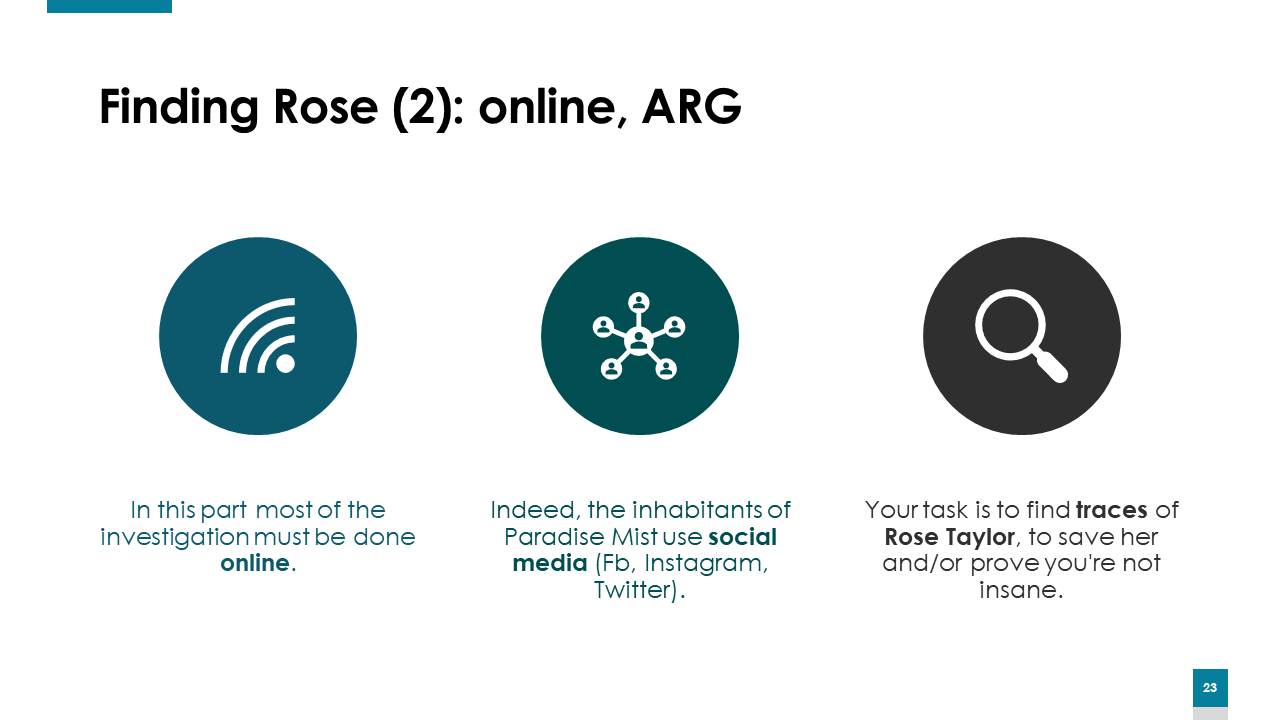 Finding Rose (2): online, ARG
In this part most of the
investigation must be done
online.
Indeed, the inhabitants of
Paradise Mist use social
media (Fb, Instagram,
Twitter).
Your task is to find traces of
Rose Taylor, to save her
and/or prove you're not
insane.
23